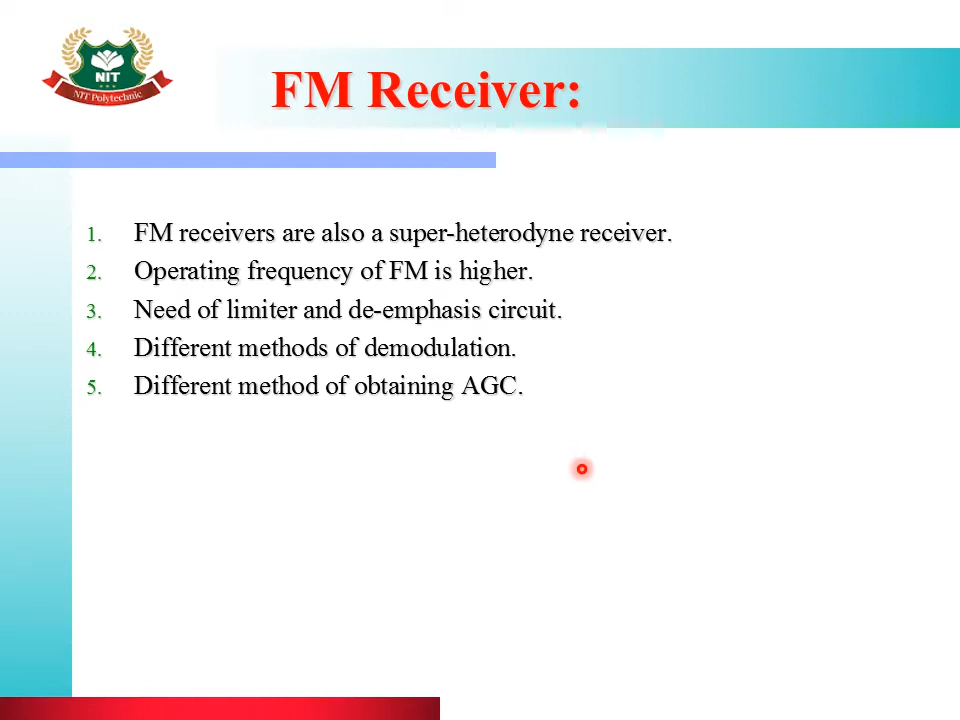 NIT
NIT Polytechnic
FM Receiver:
1. FM receivers are also a super-heterodyne receiver.
2. Operating frequency of FM is higher.
3. Need of limiter and de-emphasis circuit.
4. Different methods of demodulation.
5. Different method of obtaining AGC.